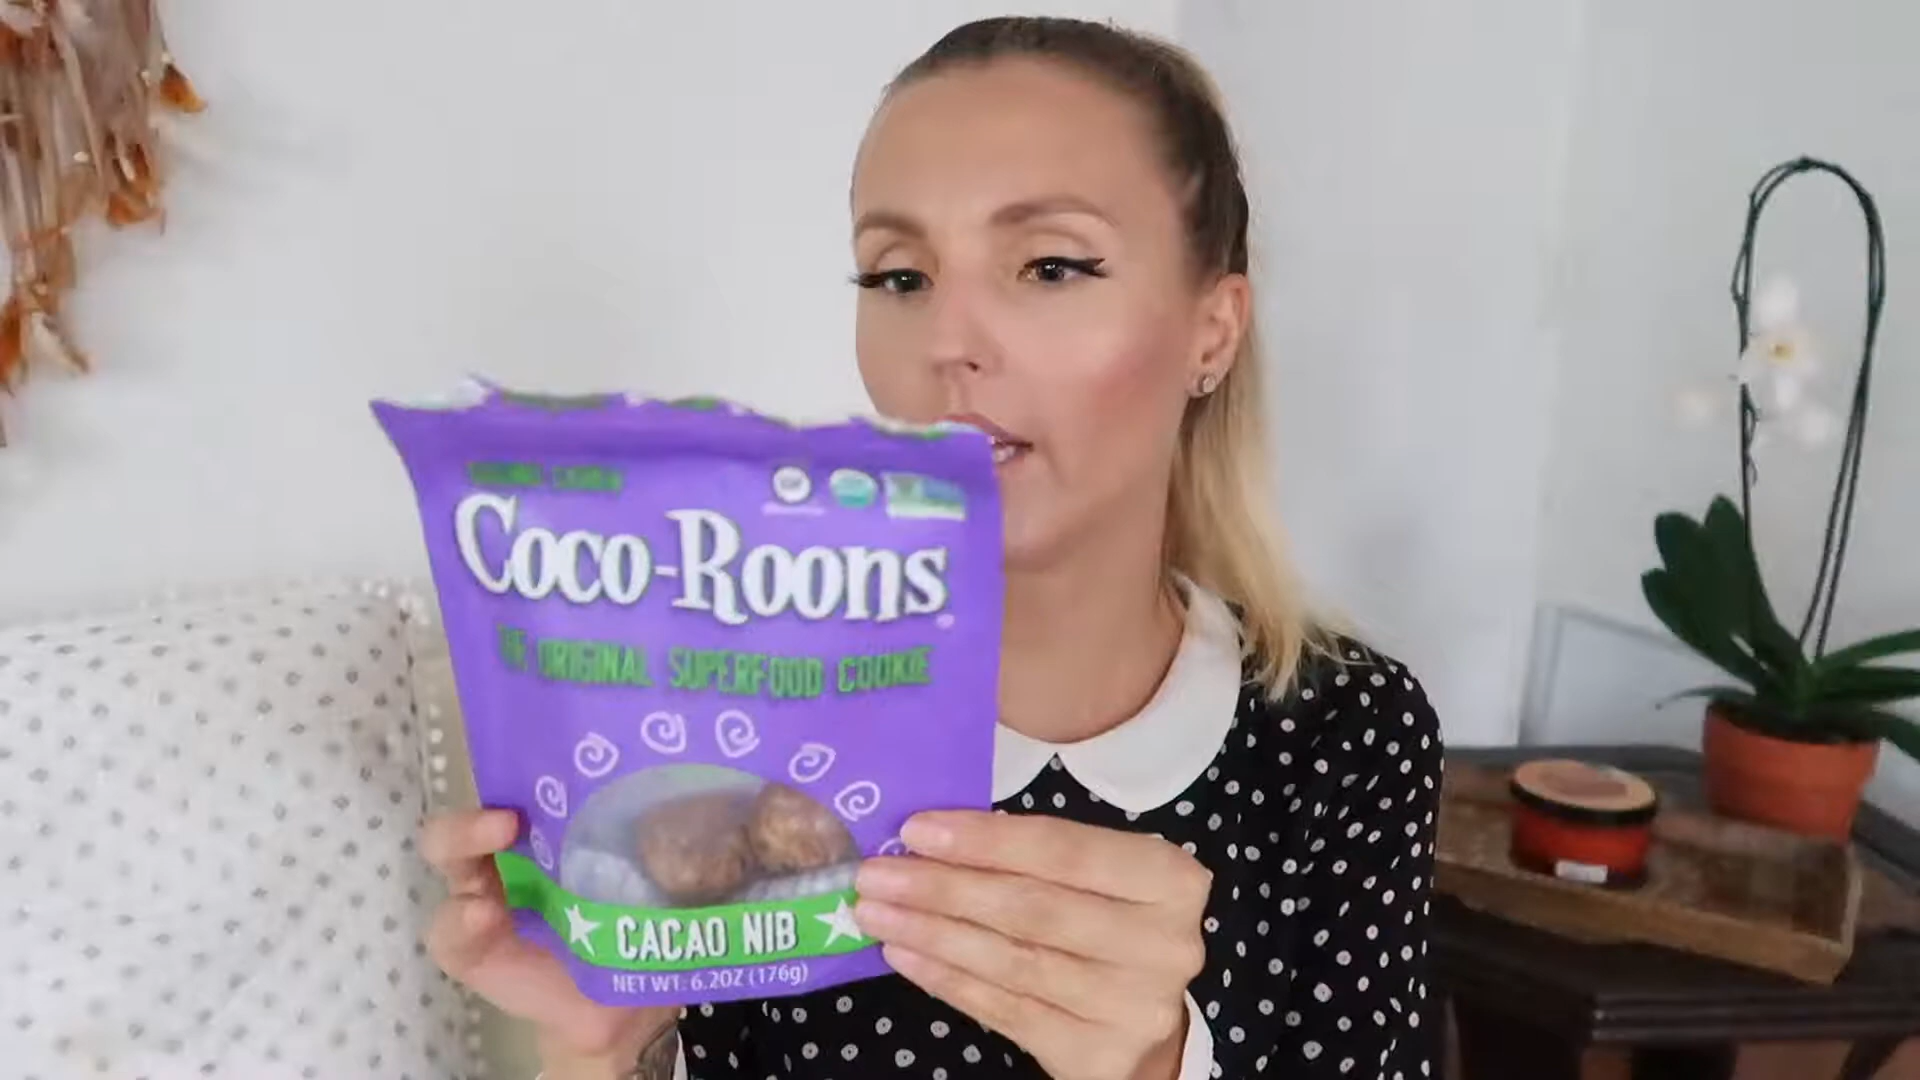 Coco-Roons
THE ORIGINAL SUPERFOOD COOKIE
CACAO NIB
NET WT: 6.2OZ (176g)